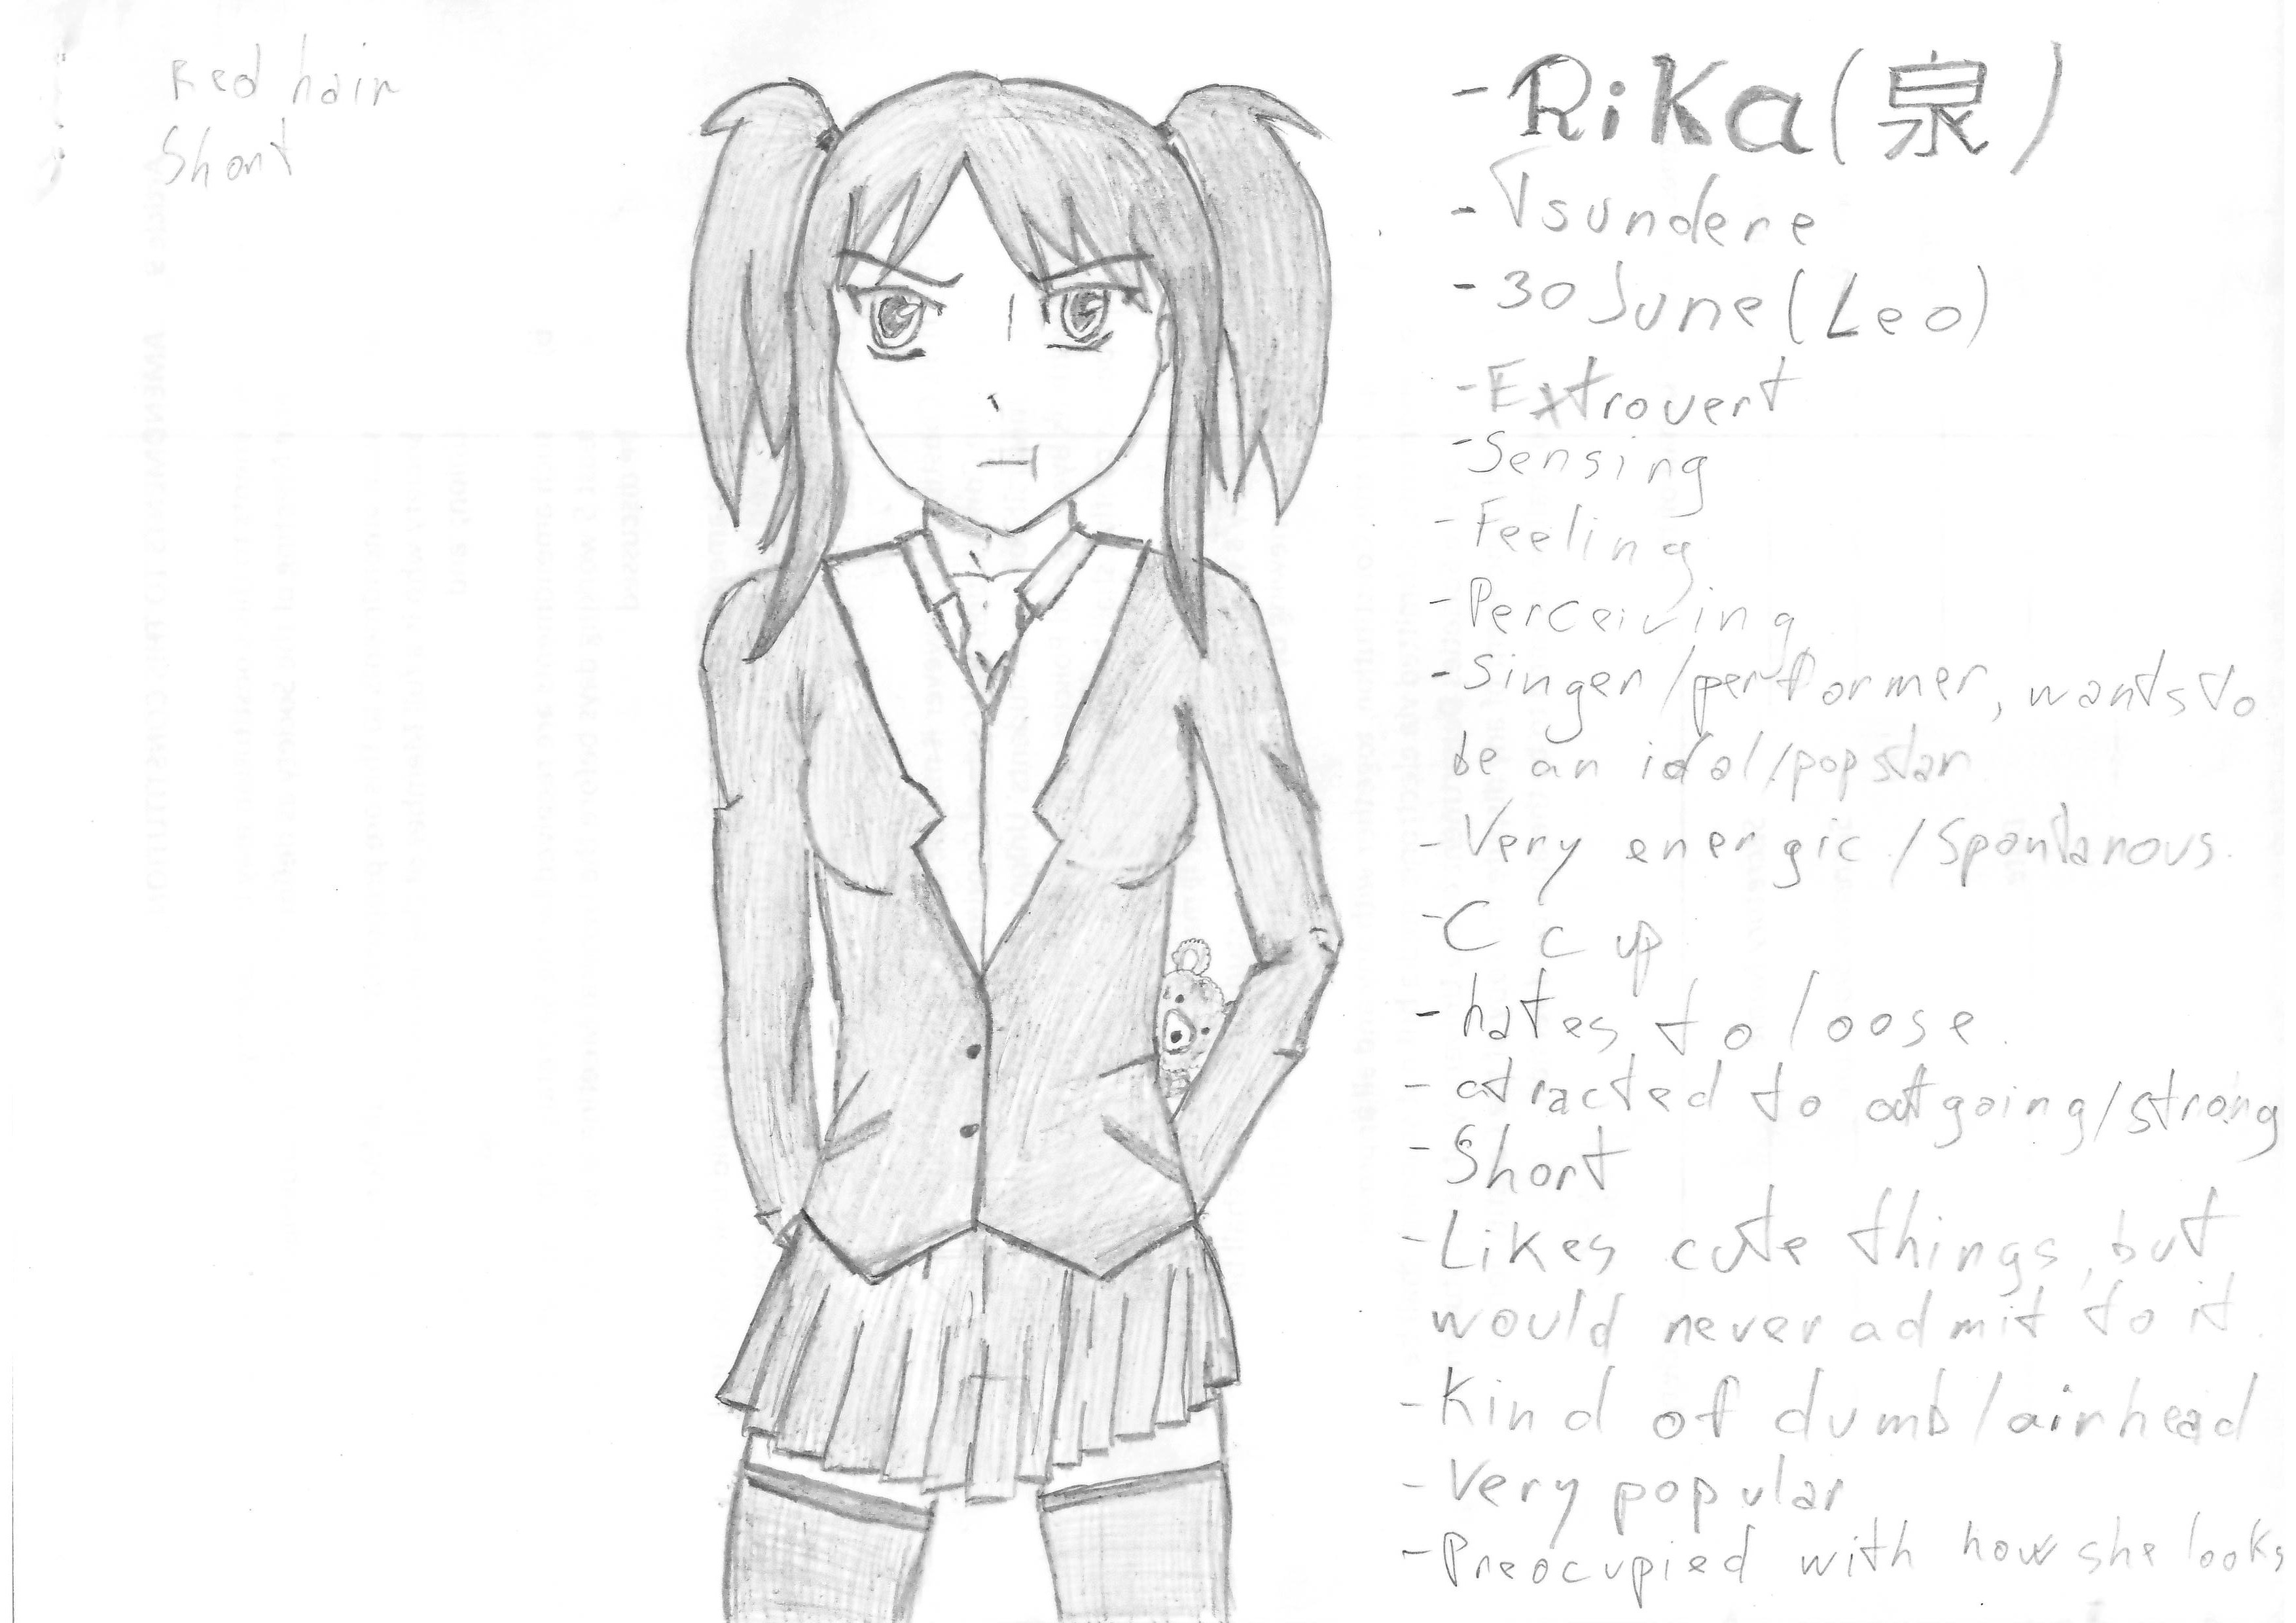 Red hair
Short
- Rika (泉)
- Tsundere
- 30 June (Leo)
- Extrovert
- Sensing
- Feeling
- Perceiving
- Singer/performer, wants to
be an idol/popstar
- Very energic/Spontanous.
- C cup
- hates to loose.
- atracted to outgoing/strong
- Short
- Likes cute things, but
would never admit to it.
- Kind of dumb/airhead
- Very popular
- Preocupied with how she looks